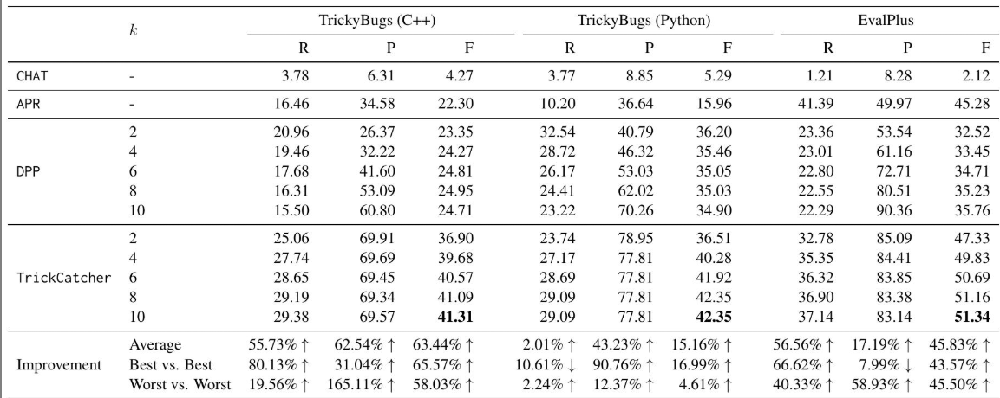 k TrickyBugs (C++) TrickyBugs (Python) EvalPlus
R P F R P F R P F
CHAT - 3.78 6.31 4.27 3.77 8.85 5.29 1.21 8.28 2.12
APR - 16.46 34.58 22.30 10.20 36.64 15.96 41.39 49.97 45.28
2 20.96 26.37 23.35 32.54 40.79 36.20 23.36 53.54 32.52
4 19.46 32.22 24.27 28.72 46.32 35.46 23.01 61.16 33.45
DPP 6 17.68 41.60 24.81 26.17 53.03 35.05 22.80 72.71 34.71
8 16.31 53.09 24.95 24.41 62.02 35.03 22.55 80.51 35.23
10 15.50 60.80 24.71 23.22 70.26 34.90 22.29 90.36 35.76
2 25.06 69.91 36.90 23.74 78.95 36.51 32.78 85.09 47.33
4 27.74 69.69 39.68 27.17 77.81 40.28 35.35 84.41 49.83
TrickCatcher 6 28.65 69.45 40.57 28.69 77.81 41.92 36.32 83.85 50.69
8 29.19 69.34 41.09 29.09 77.81 42.35 36.90 83.38 51.16
10 29.38 69.57 41.31 29.09 77.81 42.35 37.14 83.14 51.34
Average 55.73% ↑ 62.54% ↑ 63.44% ↑ 2.01% ↑ 43.23% ↑ 15.16% ↑ 56.56% ↑ 17.19% ↑ 45.83% ↑
Improvement Best vs. Best 80.13% ↑ 31.04% ↑ 65.57% ↑ 10.61% ↓ 90.76% ↑ 16.99% ↑ 66.62% ↑ 7.99% ↓ 43.57% ↑
Worst vs. Worst 19.56% ↑ 165.11% ↑ 58.03% ↑ 2.24% ↑ 12.37% ↑ 4.61% ↑ 40.33% ↑ 58.93% ↑ 45.50% ↑